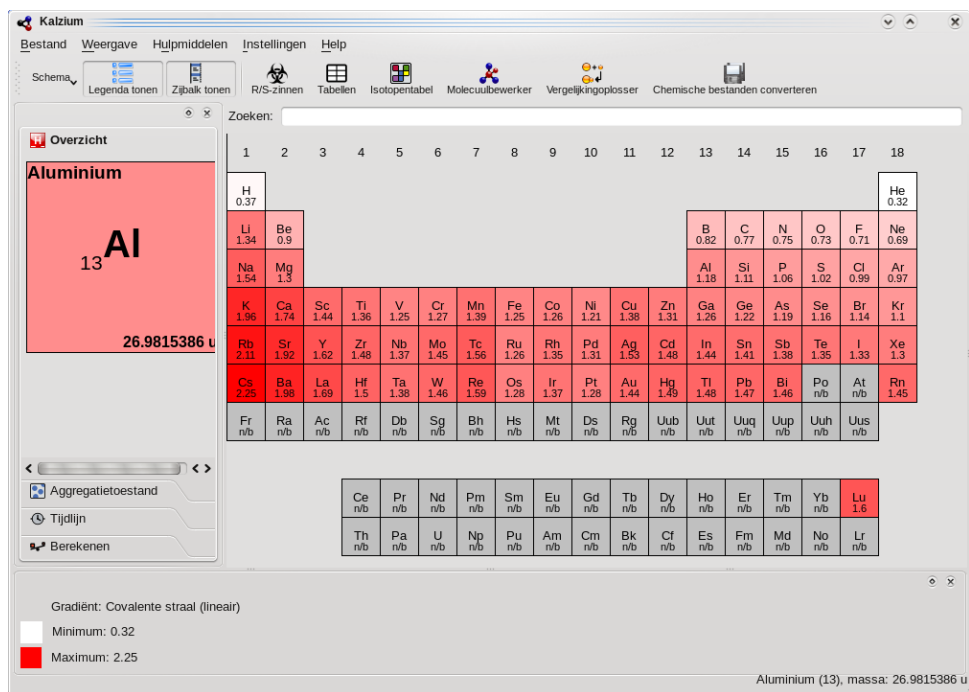 Kalzium
Bestand Weergave Hulpmiddelen Instellingen Help
Schema Legenda tonen Zijbalk tonen R/S-zinnen Tabellen Isotopentabel Molecuulbewerker Vergelijkingoplosser Chemische bestanden converteren
Zoeken:
Overzicht
Aluminium
13Al
26.9815386 u
Aggregatietoestand
Tijdlijn
Berekenen
1 2 3 4 5 6 7 8 9 10 11 12 13 14 15 16 17 18
H He
0.37 0.32
Li Be B C N O F Ne
1.34 0.9 0.82 0.77 0.75 0.73 0.71 0.69
Na Mg Al Si P S Cl Ar
1.54 1.3 1.18 1.11 1.06 1.02 0.99 0.97
K Ca Sc Ti V Cr Mn Fe Co Ni Cu Zn Ga Ge As Se Br Kr
1.96 1.74 1.44 1.36 1.25 1.27 1.39 1.25 1.26 1.21 1.38 1.31 1.26 1.22 1.19 1.16 1.14 1.1
Rb Sr Y Zr Nb Mo Tc Ru Rh Pd Ag Cd In Sn Sb Te I Xe
2.11 1.92 1.62 1.48 1.37 1.45 1.56 1.26 1.35 1.31 1.53 1.48 1.44 1.41 1.38 1.35 1.33 1.3
Cs Ba La Hf Ta W Re Os Ir Pt Au Hg Tl Pb Bi Po At Rn
2.25 1.98 1.69 1.5 1.38 1.46 1.59 1.28 1.37 1.28 1.44 1.49 1.48 1.47 1.46 n/b n/b 1.45
Fr Ra Ac Rf Db Sg Bh Hs Mt Ds Rg Uub Uut Uuq Uup Uuh Uus
n/b n/b n/b n/b n/b n/b n/b n/b n/b n/b n/b n/b n/b n/b n/b n/b n/b
Ce Pr Nd Pm Sm Eu Gd Tb Dy Ho Er Tm Yb Lu
n/b n/b n/b n/b n/b n/b n/b n/b n/b n/b n/b n/b n/b 1.6
Th Pa U Np Pu Am Cm Bk Cf Es Fm Md No Lr
n/b n/b n/b n/b n/b n/b n/b n/b n/b n/b n/b n/b n/b n/b
Gradiënt: Covalente straal (lineair)
Minimum: 0.32
Maximum: 2.25
Aluminium (13), massa: 26.9815386 u